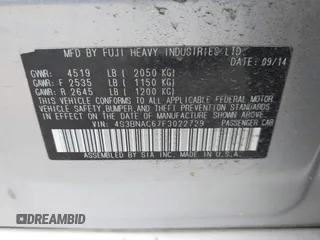 MFD BY FUJI HEAVY INDUSTRIES LTD.
DATE: 09/14
GVWR: 4519 LB ( 2050 KG)
GAWR: F 2535 LB ( 1150 KG)
GAWR: R 2645 LB ( 1200 KG)
THIS VEHICLE CONFORMS TO ALL APPLICABLE FEDERAL MOTOR VEHICLE
SAFETY, BUMPER, AND THEFT PREVENTION STANDARDS
IN EFFECT ON THE DATE OF MANUFACTURE SHOWN ABOVE.
VIN: 4S3BNAC67F3022729 PASSENGER CAR
ASSEMBLED BY SIA, INC. MADE IN U.S.A.
AUTOHELPERBOT.COM